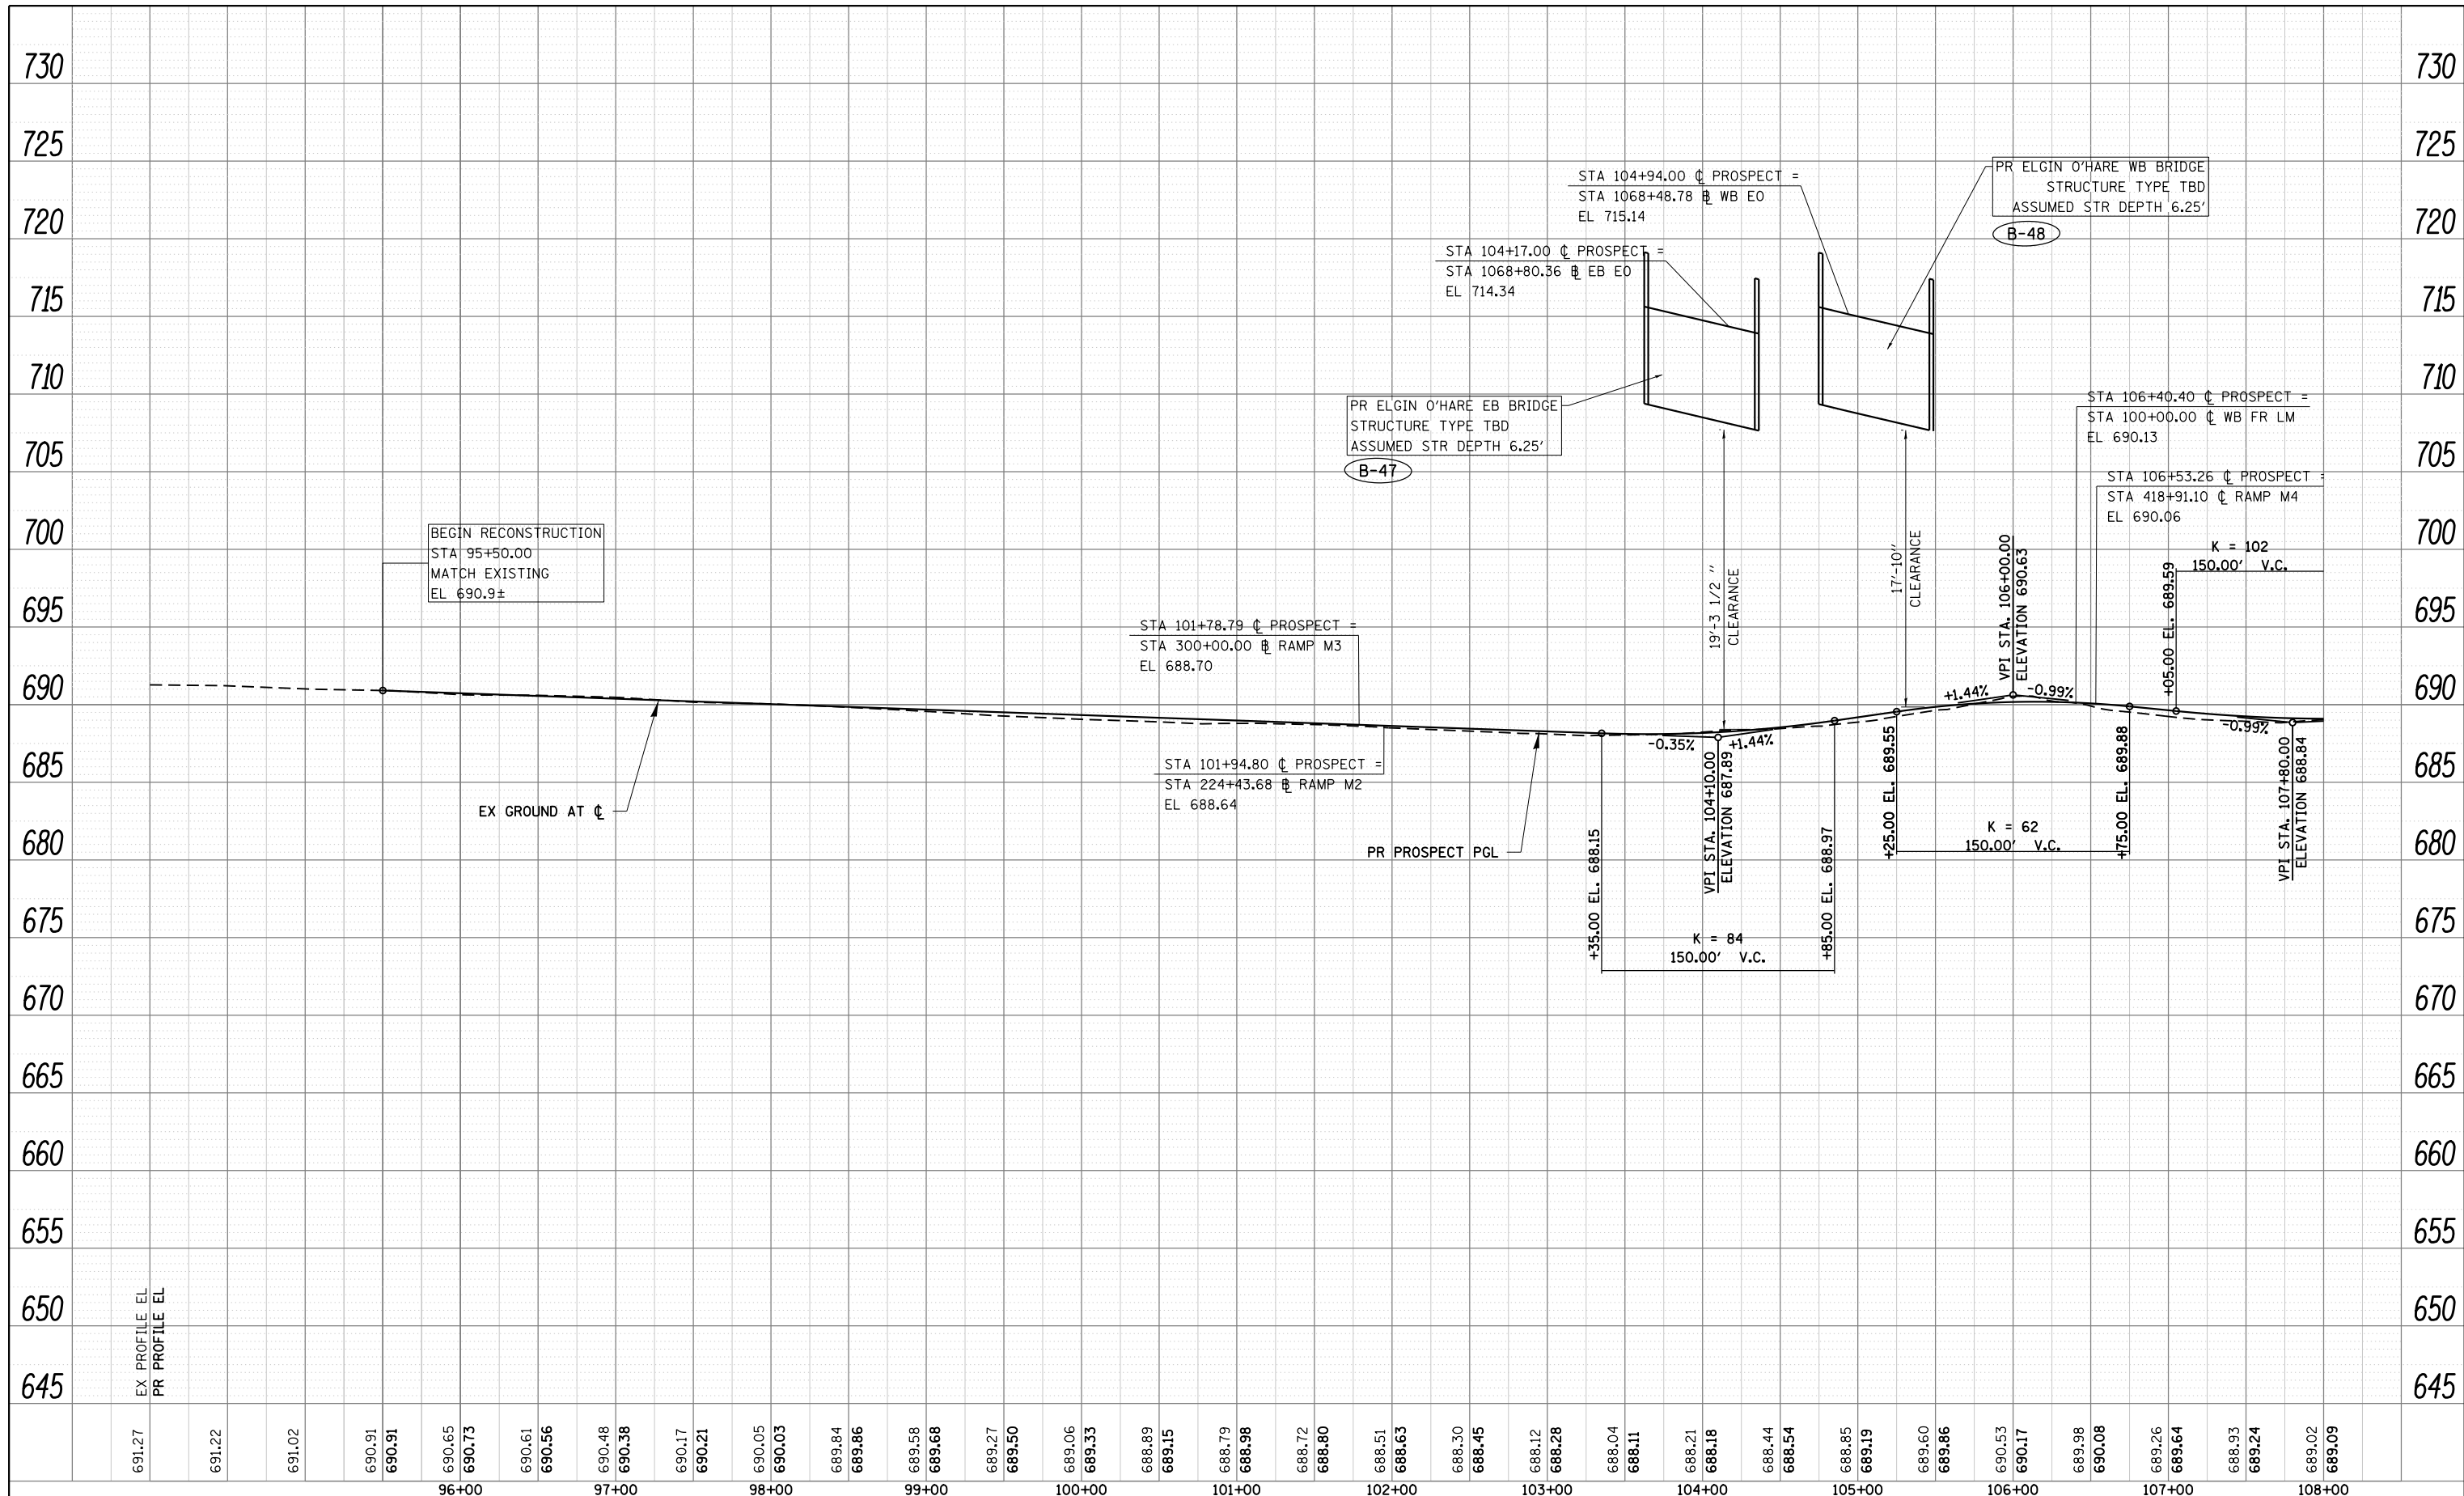 730
730
725
725
720
720
715
715
710
710
705
705
700
700
695
695
690
690
685
685
680
680
675
675
670
670
665
665
660
660
655
655
650
650
645
645
STA 104+94.00 ℄ PROSPECT =
STA 1068+48.78 B WB EO
EL 715.14
PR ELGIN O'HARE WB BRIDGE
STRUCTURE TYPE TBD
ASSUMED STR DEPTH 6.25'
B-48
STA 104+17.00 ℄ PROSPECT =
STA 1068+80.36 B EB EO
EL 714.34
PR ELGIN O'HARE EB BRIDGE
STRUCTURE TYPE TBD
ASSUMED STR DEPTH 6.25'
B-47
STA 106+40.40 ℄ PROSPECT =
STA 100+00.00 ℄ WB FR LM
EL 690.13
STA 106+53.26 ℄ PROSPECT =
STA 418+91.10 ℄ RAMP M4
EL 690.06
BEGIN RECONSTRUCTION
STA 95+50.00
MATCH EXISTING
EL 690.9±
19'-3 1/2 "
CLEARANCE
17'-10"
CLEARANCE
VPI STA. 106+00.00
ELEVATION 690.63
K = 102
150.00' V.C.
+05.00 EL. 689.59
STA 101+78.79 ℄ PROSPECT =
STA 300+00.00 B RAMP M3
EL 688.70
+1.44%
-0.99%
-0.35%
+1.44%
-0.99%
STA 101+94.80 ℄ PROSPECT =
STA 224+43.68 B RAMP M2
EL 688.64
EX GROUND AT ℄
PR PROSPECT PGL
+35.00 EL. 688.15
VPI STA. 104+10.00
ELEVATION 687.89
+85.00 EL. 688.97
K = 84
150.00' V.C.
+25.00 EL. 689.55
K = 62
150.00' V.C.
+75.00 EL. 689.88
VPI STA. 107+80.00
ELEVATION 688.84
EX PROFILE EL
PR PROFILE EL
691.27
691.22
691.02
690.91
690.91
690.65
690.73
690.61
690.56
690.48
690.38
690.17
690.21
690.05
690.03
689.84
689.86
689.58
689.68
689.27
689.50
689.06
689.33
688.89
689.15
688.79
688.98
688.72
688.80
688.51
688.63
688.30
688.45
688.12
688.28
688.04
688.11
688.21
688.18
688.44
688.54
688.85
689.19
689.60
689.86
690.53
690.17
689.98
690.08
689.26
689.64
688.93
689.24
689.02
689.09
96+00
97+00
98+00
99+00
100+00
101+00
102+00
103+00
104+00
105+00
106+00
107+00
108+00